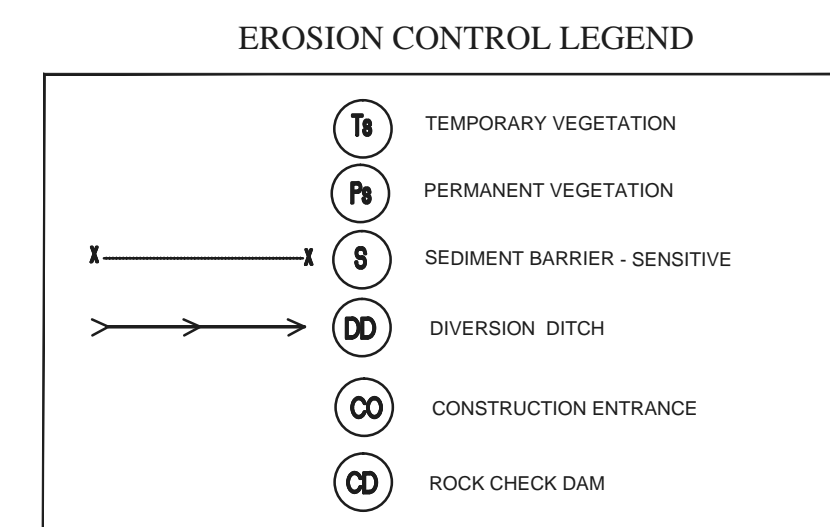 EROSION CONTROL LEGEND
Ts TEMPORARY VEGETATION
Ps PERMANENT VEGETATION
X X S SEDIMENT BARRIER - SENSITIVE
DD DIVERSION DITCH
CO CONSTRUCTION ENTRANCE
CD ROCK CHECK DAM